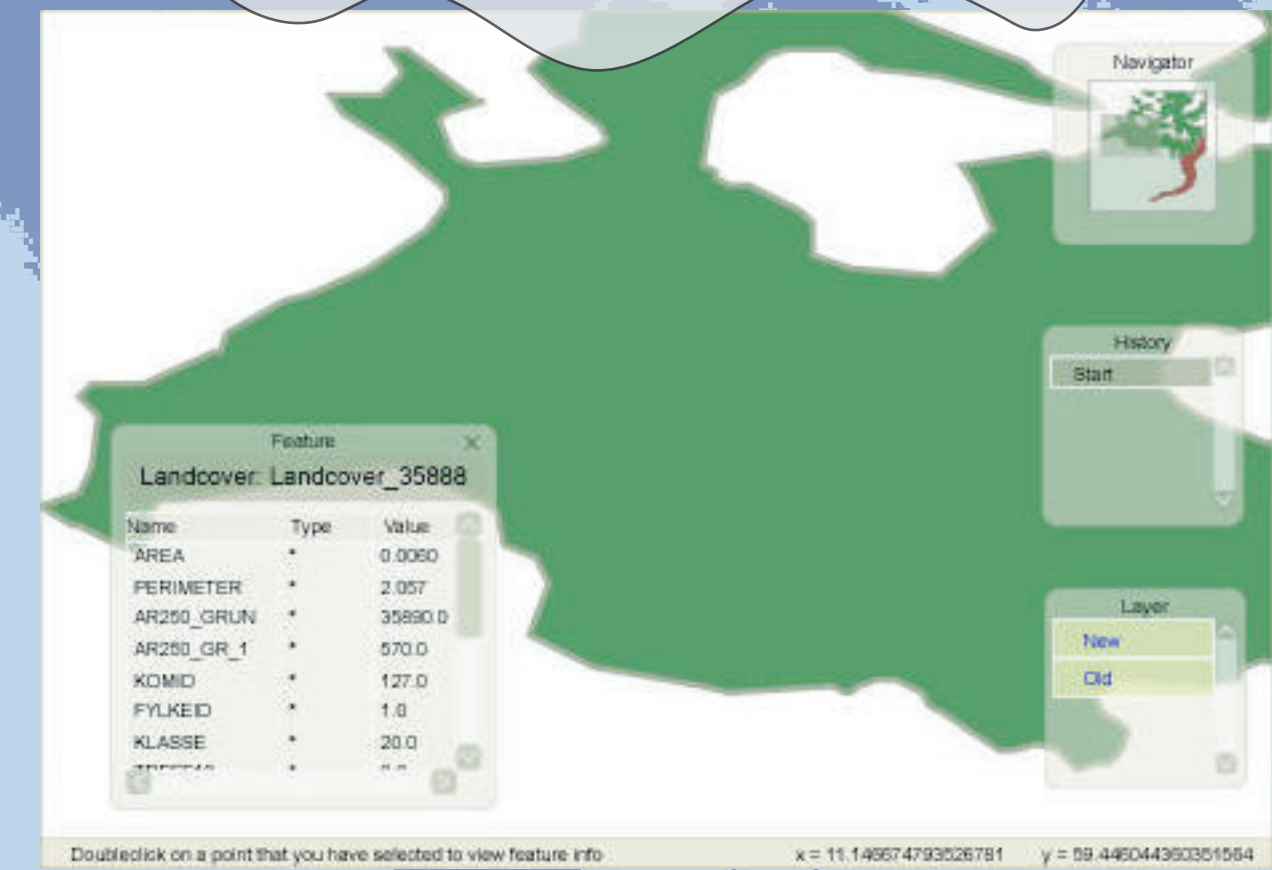 Navigator
History
Start
Feature
Landcover: Landcover_35888
Name Type Value
AREA * 0.0060
PERIMETER * 2.057
AR250_GRUN * 35890.0
AR250_GR_1 * 570.0
KOMID * 127.0
FYLKEID * 1.0
KLASSE * 20.0
Layer
New
Old
Doubleclick on a point that you have selected to view feature info
x = 11.146674793526781 y = 59.446044360351564